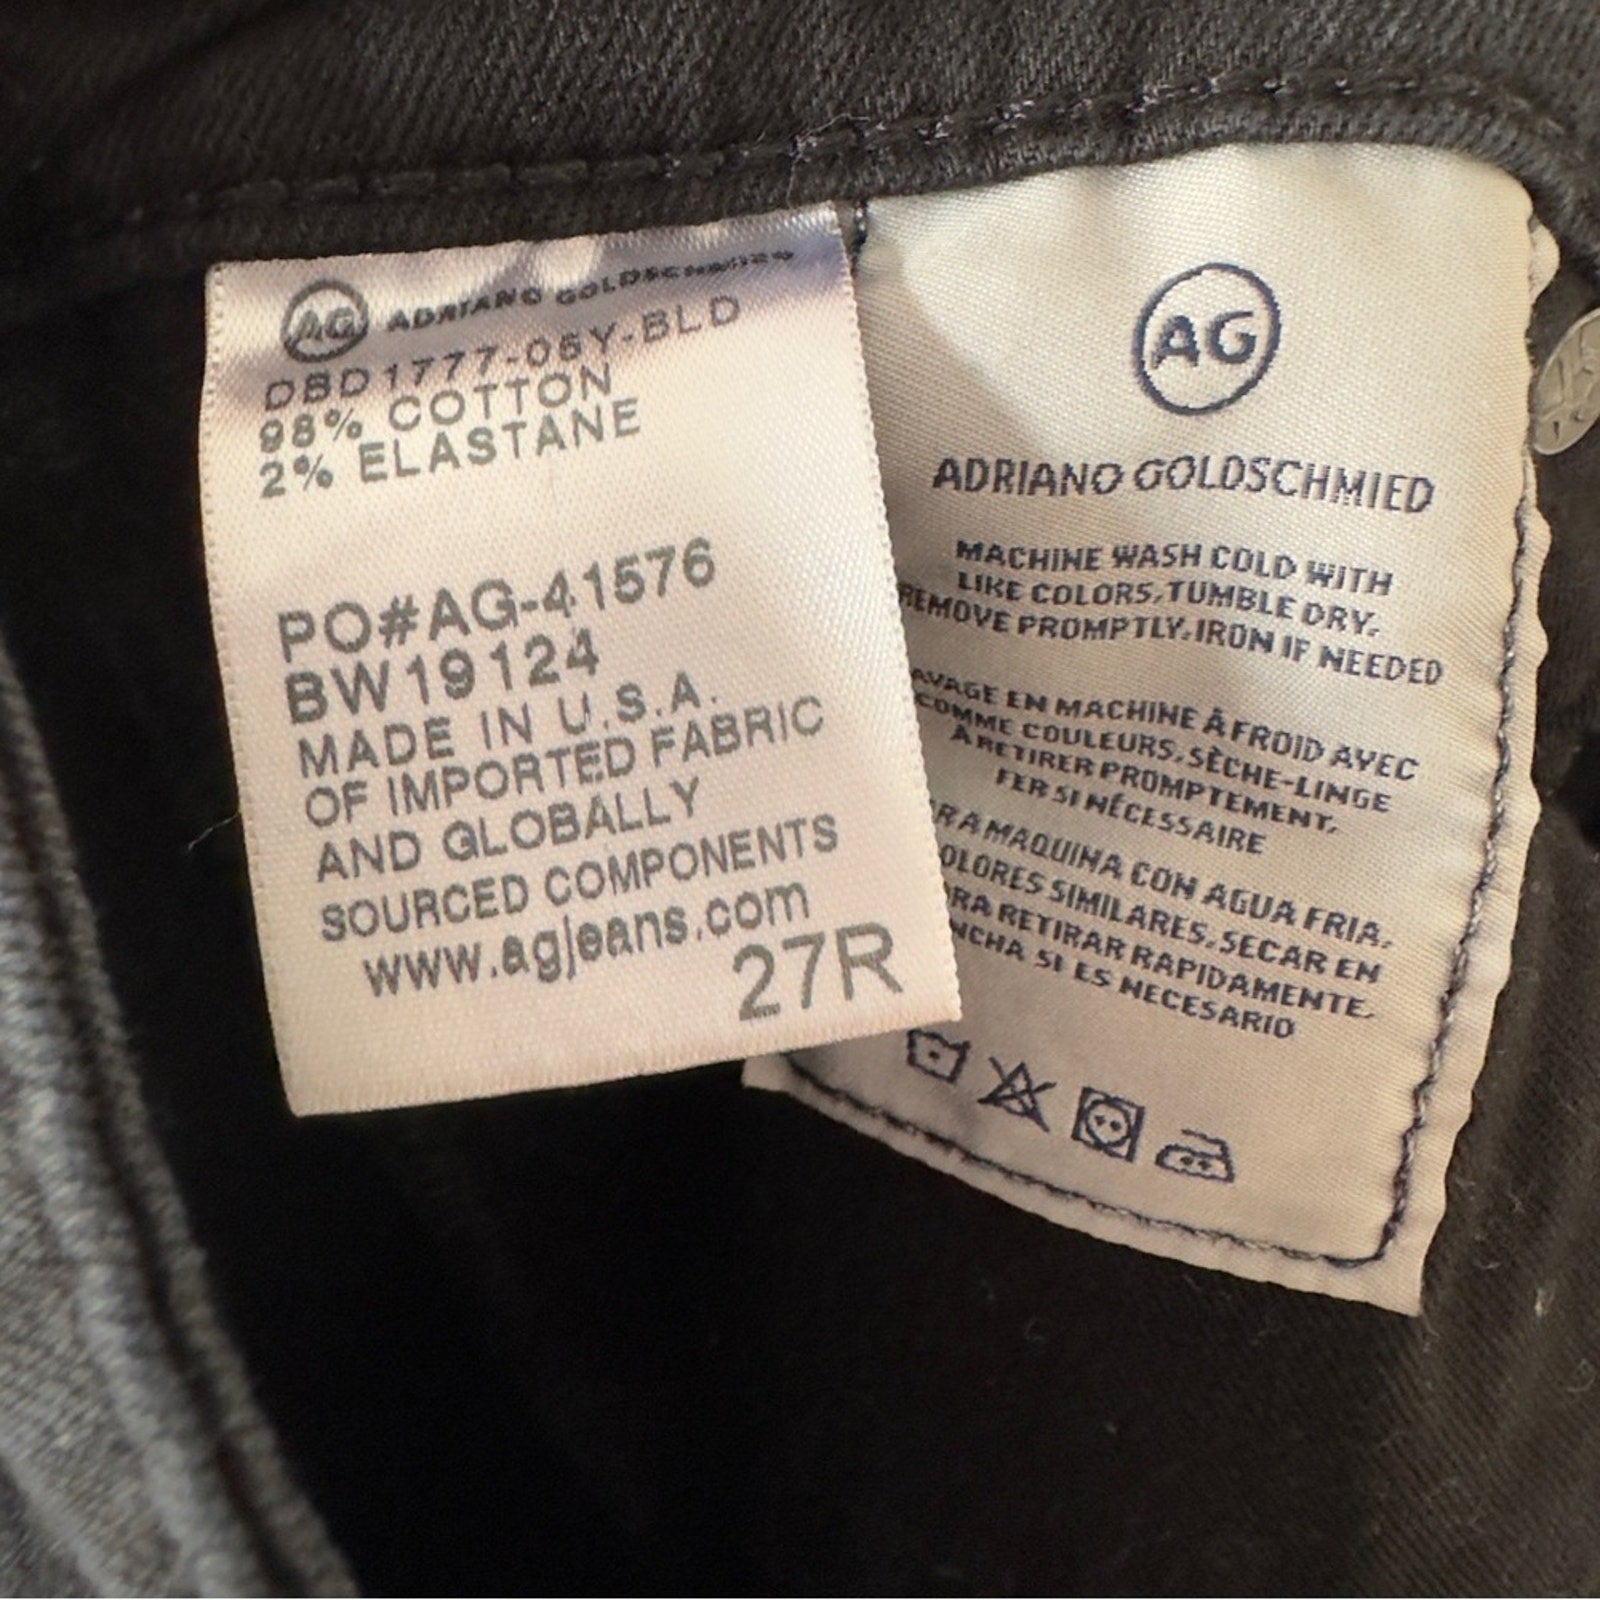 AG ADRIANO GOLDSCHMIED
DBD1777-05Y-BLD
98% COTTON
2% ELASTANE
PO#AG-41576
BW19124
MADE IN U.S.A.
OF IMPORTED FABRIC
AND GLOBALLY
SOURCED COMPONENTS
www.agjeans.com
27R
AG
ADRIANO GOLDSCHMIED
MACHINE WASH COLD WITH
LIKE COLORS, TUMBLE DRY,
REMOVE PROMPTLY, IRON IF NEEDED
EN MACHINE À FROID AVEC
COMME COULEURS, SÈCHE-LINGE
À RETIRER PROMPTEMENT,
FER SI NÉCESSAIRE
MAQUINA CON AGUA FRIA,
SIMILARES, SECAR EN
RETIRAR RAPIDAMENTE,
SI ES NECESARIO